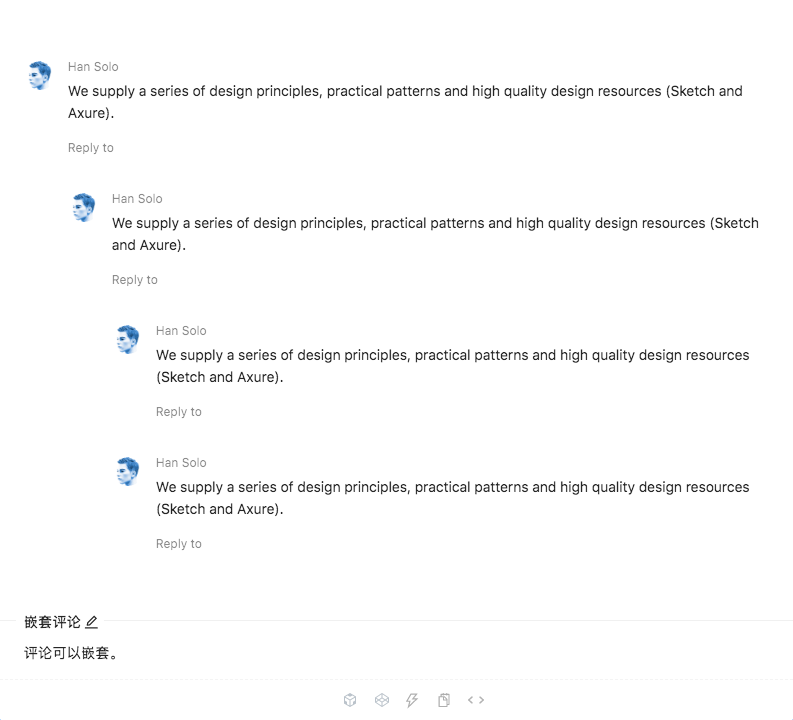 Han Solo
We supply a series of design principles, practical patterns and high quality design resources (Sketch and
Axure).
Reply to
Han Solo
We supply a series of design principles, practical patterns and high quality design resources (Sketch
and Axure).
Reply to
Han Solo
We supply a series of design principles, practical patterns and high quality design resources
(Sketch and Axure).
Reply to
Han Solo
We supply a series of design principles, practical patterns and high quality design resources
(Sketch and Axure).
Reply to
嵌套评论
评论可以嵌套。